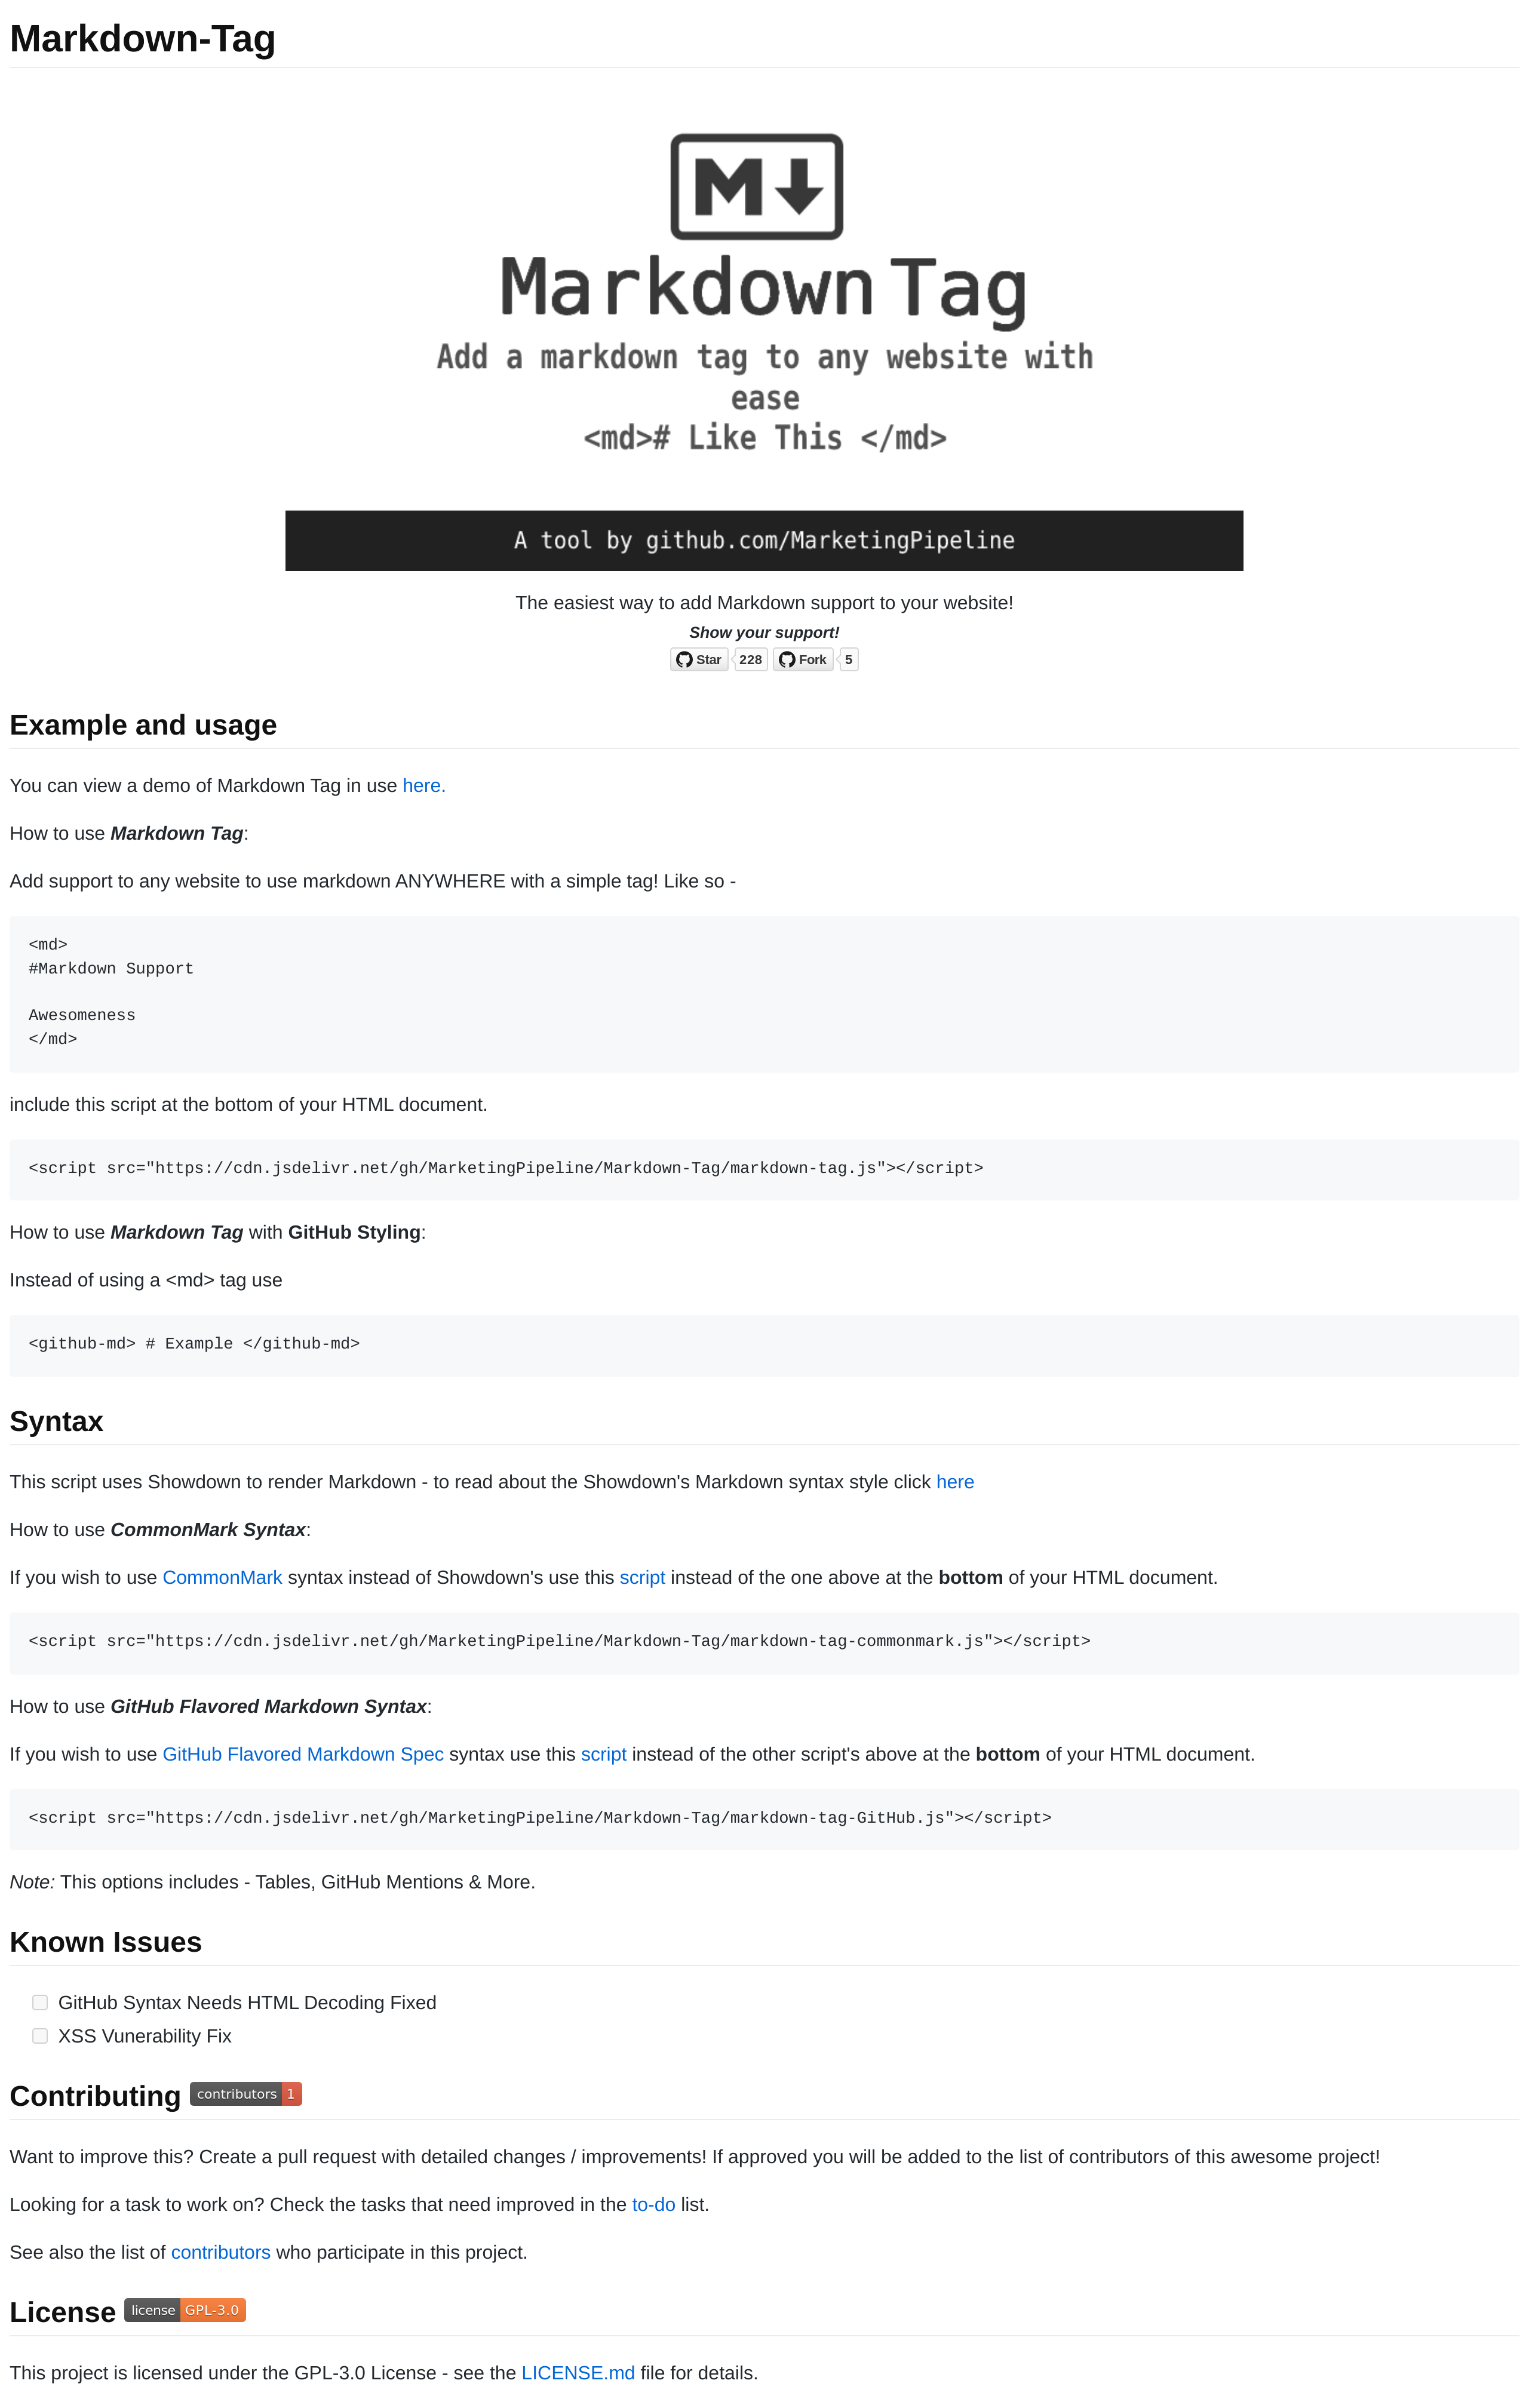 Markdown-Tag
M
Markdown Tag
Add a markdown tag to any website with
ease
<md># Like This </md>
A tool by github.com/MarketingPipeline
The easiest way to add Markdown support to your website!
Show your support!
Star 228 Fork 5
Example and usage
You can view a demo of Markdown Tag in use here.
How to use Markdown Tag:
Add support to any website to use markdown ANYWHERE with a simple tag! Like so -
<md>
#Markdown Support
Awesomeness
</md>
include this script at the bottom of your HTML document.
<script src="https://cdn.jsdelivr.net/gh/MarketingPipeline/Markdown-Tag/markdown-tag.js"></script>
How to use Markdown Tag with GitHub Styling:
Instead of using a <md> tag use
<github-md> # Example </github-md>
Syntax
This script uses Showdown to render Markdown - to read about the Showdown's Markdown syntax style click here
How to use CommonMark Syntax:
If you wish to use CommonMark syntax instead of Showdown's use this script instead of the one above at the bottom of your HTML document.
<script src="https://cdn.jsdelivr.net/gh/MarketingPipeline/Markdown-Tag/markdown-tag-commonmark.js"></script>
How to use GitHub Flavored Markdown Syntax:
If you wish to use GitHub Flavored Markdown Spec syntax use this script instead of the other script's above at the bottom of your HTML document.
<script src="https://cdn.jsdelivr.net/gh/MarketingPipeline/Markdown-Tag/markdown-tag-GitHub.js"></script>
Note: This options includes - Tables, GitHub Mentions & More.
Known Issues
GitHub Syntax Needs HTML Decoding Fixed
XSS Vunerability Fix
Contributing contributors 1
Want to improve this? Create a pull request with detailed changes / improvements! If approved you will be added to the list of contributors of this awesome project!
Looking for a task to work on? Check the tasks that need improved in the to-do list.
See also the list of contributors who participate in this project.
License license GPL-3.0
This project is licensed under the GPL-3.0 License - see the LICENSE.md file for details.